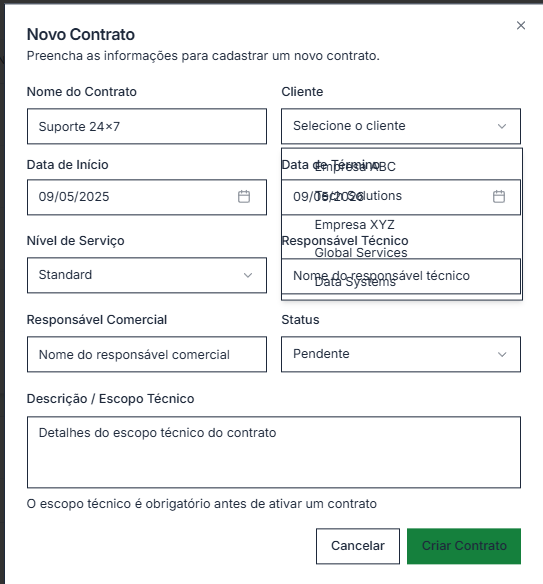 Novo Contrato
Preencha as informações para cadastrar um novo contrato.
Nome do Contrato
Cliente
Suporte 24×7
Selecione o cliente
Data de Início
Data de Término
Empresa ABC
09/05/2025
09/05/2026
Tech Solutions
Empresa XYZ
Nível de Serviço
Responsável Técnico
Global Services
Standard
Nome do responsável técnico
Data Systems
Responsável Comercial
Status
Nome do responsável comercial
Pendente
Descrição / Escopo Técnico
Detalhes do escopo técnico do contrato
O escopo técnico é obrigatório antes de ativar um contrato
Cancelar
Criar Contrato